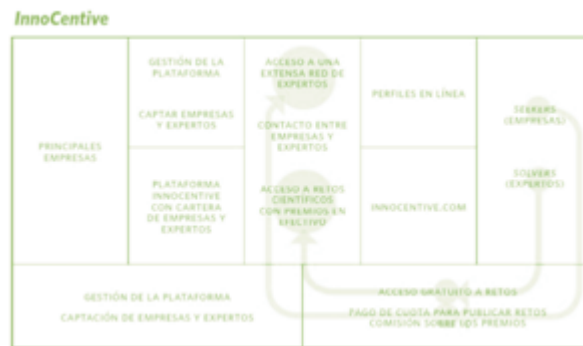 InnoCentive
PRINCIPALES
EMPRESAS
GESTIÓN DE LA
PLATAFORMA
CAPTAR EMPRESAS
Y EXPERTOS
PLATAFORMA
INNOCENTIVE
CON CARTERA
DE EMPRESAS Y
EXPERTOS
ACCESO A UNA
EXTENSA RED DE
EXPERTOS
CONTACTO ENTRE
EMPRESAS Y
EXPERTOS
ACCESO A RETOS
CIENTÍFICOS
CON PREMIOS EN
EFECTIVO
PERFILES EN LÍNEA
INNOCENTIVE.COM
SEEKERS
(EMPRESAS)
SOLVERS
(EXPERTOS)
GESTIÓN DE LA PLATAFORMA
CAPTACIÓN DE EMPRESAS Y EXPERTOS
ACCESO GRATUITO A RETOS
PAGO DE CUOTA PARA PUBLICAR RETOS
COMISIÓN SOBRE LOS PREMIOS